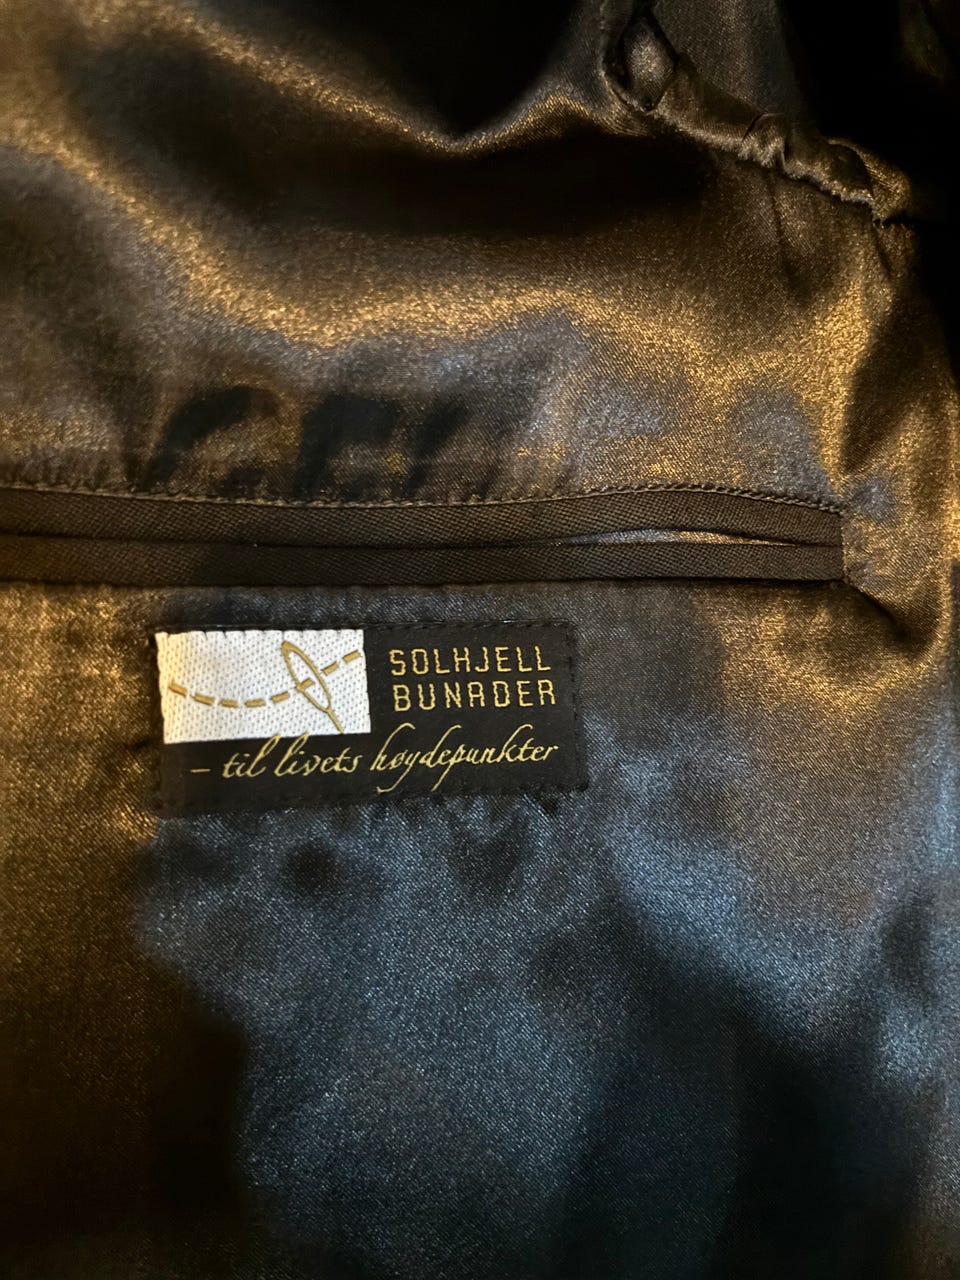 SOLHJELL
BUNADER
– til livets høydepunkter